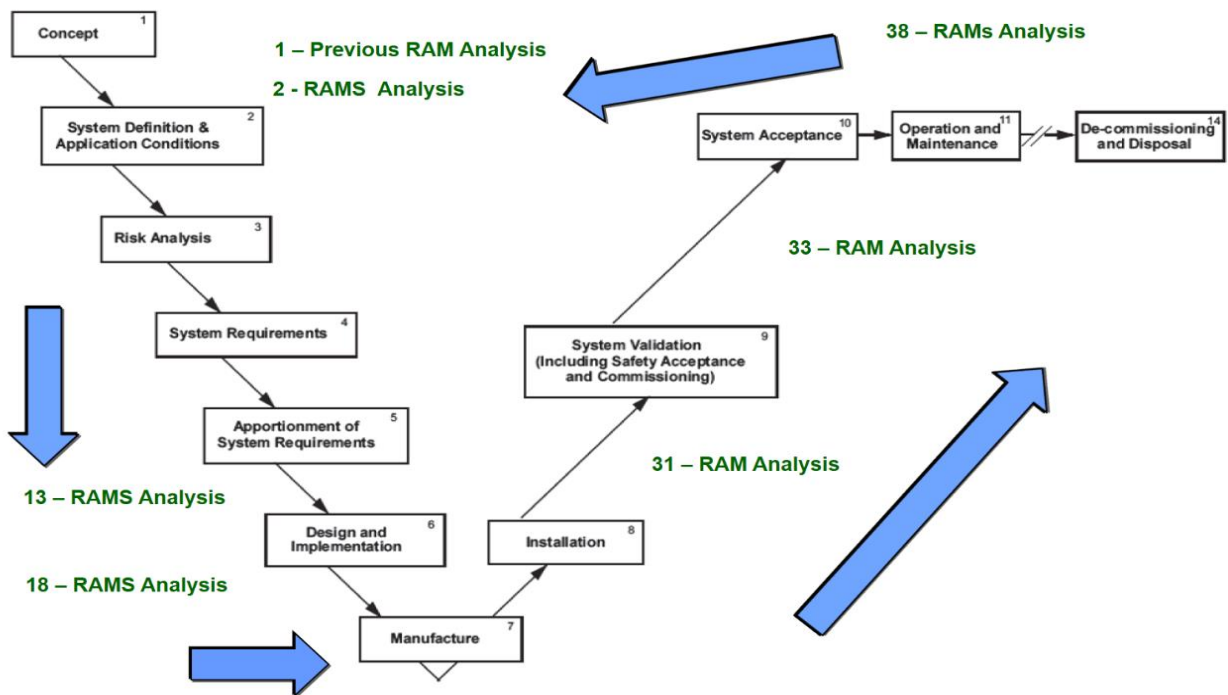 Concept
1
1 – Previous RAM Analysis
2 - RAMS  Analysis
38 – RAMs Analysis
System Definition &
Application Conditions
2
System Acceptance
10
Operation and
Maintenance
11
De-commissioning
and Disposal
14
Risk Analysis
3
33 – RAM Analysis
System Requirements
4
System Validation
(Including Safety Acceptance
and Commissioning)
9
Apportionment of
System Requirements
5
31 – RAM Analysis
13 – RAMS Analysis
Design and
Implementation
6
Installation
8
18 – RAMS Analysis
Manufacture
7